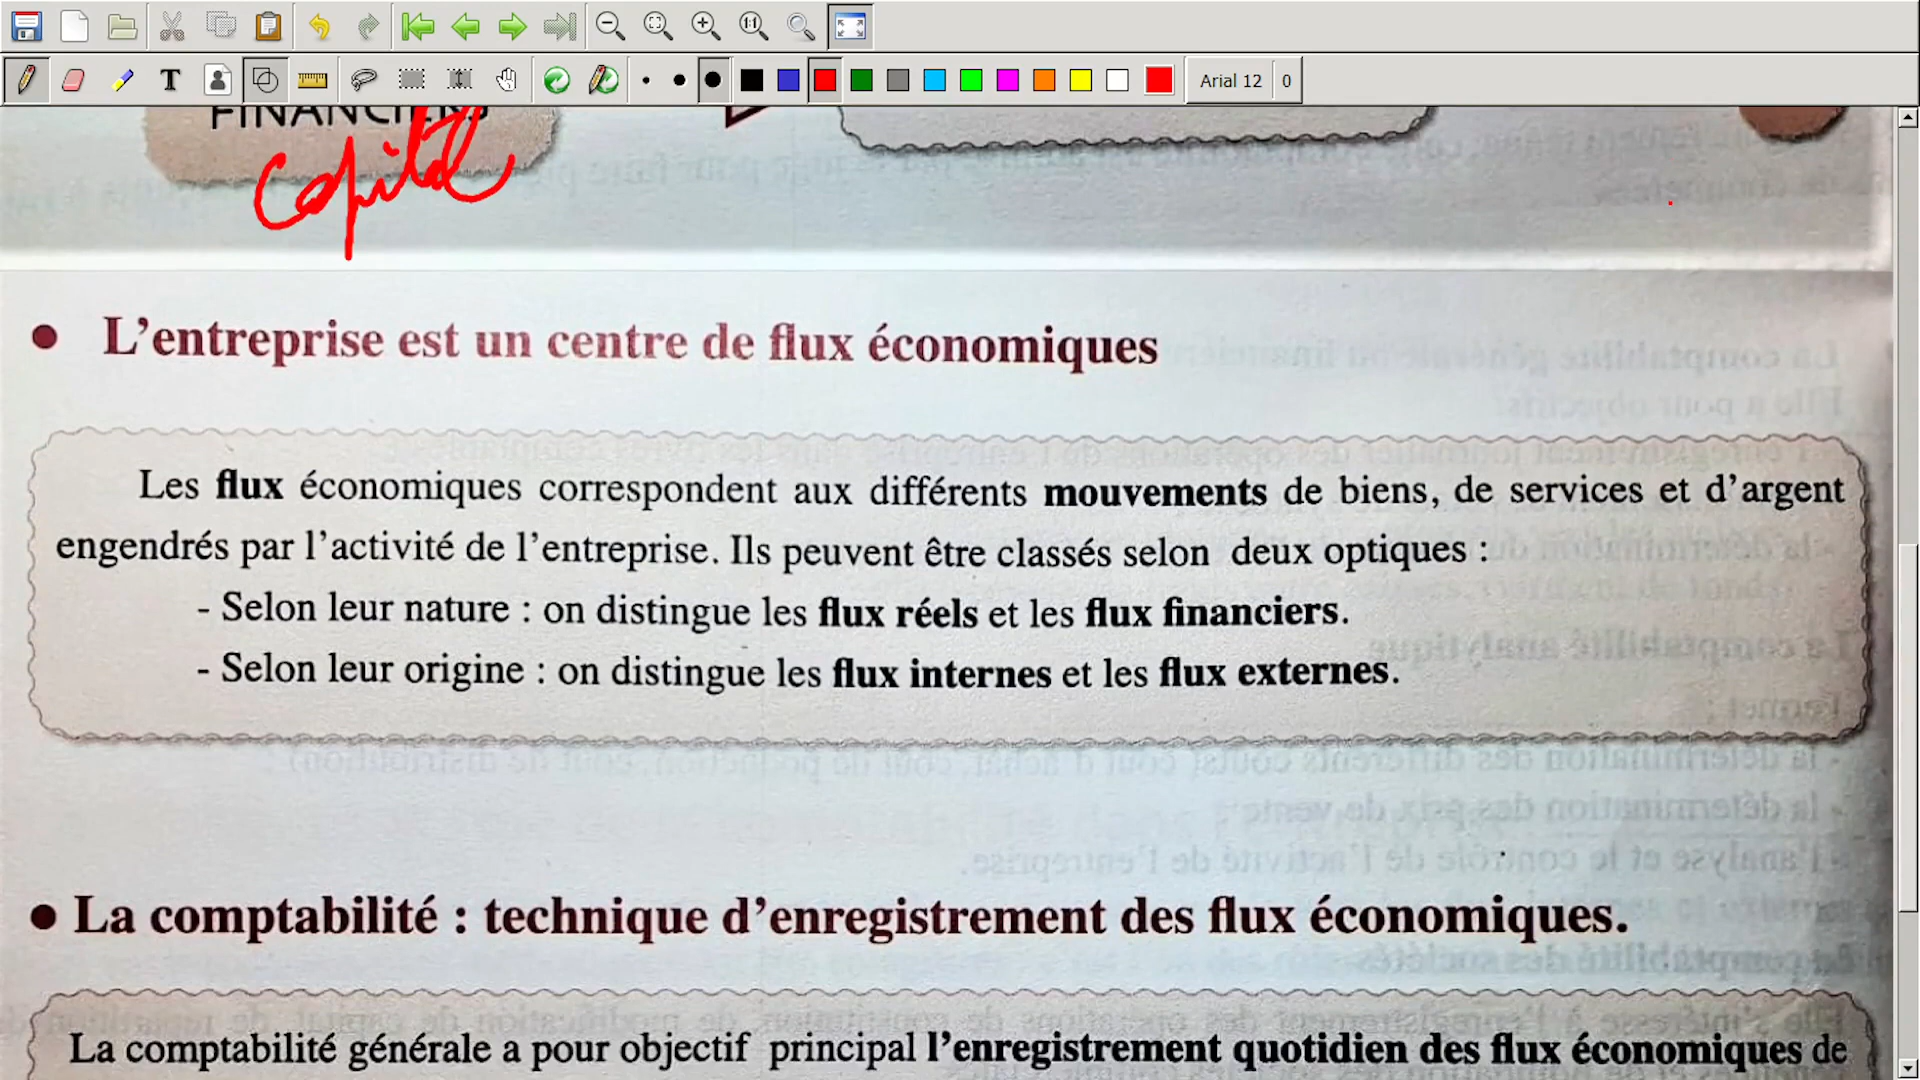 T
1:1
Arial 12 0
FINANCIERS
Capital
● L'entreprise est un centre de flux économiques
Les flux économiques correspondent aux différents mouvements de biens, de services et d'argent
engendrés par l'activité de l'entreprise. Ils peuvent être classés selon deux optiques :
- Selon leur nature : on distingue les flux réels et les flux financiers.
- Selon leur origine : on distingue les flux internes et les flux externes.
● La comptabilité : technique d'enregistrement des flux économiques.
La comptabilité générale a pour objectif principal l'enregistrement quotidien des flux économiques de